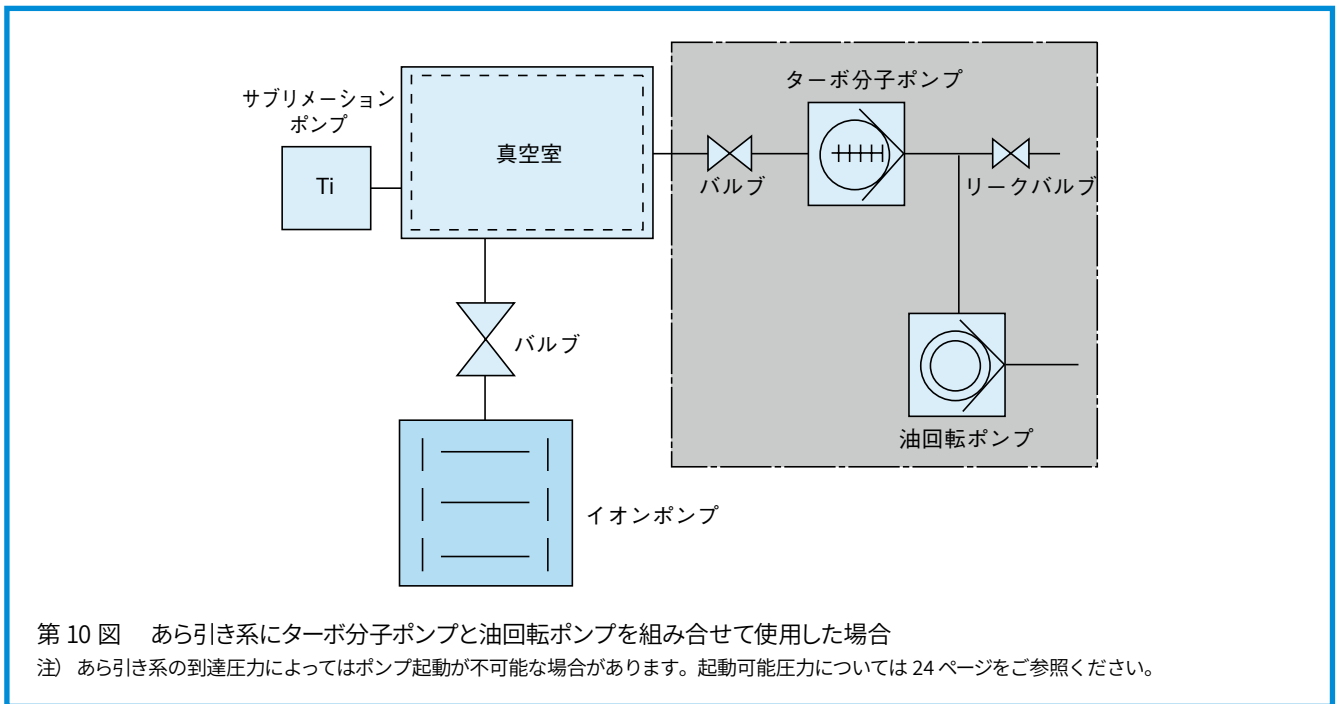 ターボ分子ポンプ
サブリメーション
ポンプ
真空室
Ti
バルブ
リークバルブ
バルブ
油回転ポンプ
イオンポンプ
第 10 図　あら引き系にターボ分子ポンプと油回転ポンプを組み合せて使用した場合
注） あら引き系の到達圧力によってはポンプ起動が不可能な場合があります。起動可能圧力については 24 ページをご参照ください。